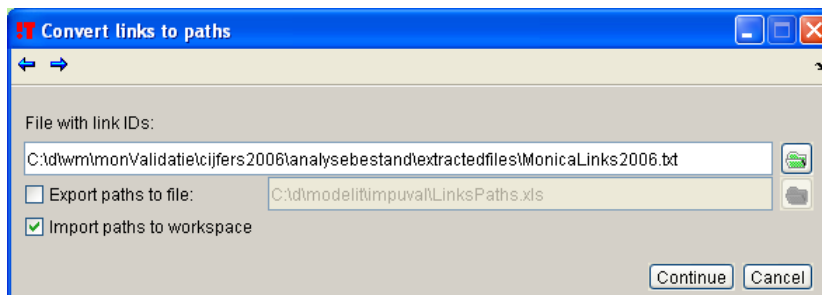 Convert links to paths
File with link IDs:
C:\d\wm\monValidatie\cijfers2006\analysebestand\extractedfiles\MonicaLinks2006.txt
Export paths to file: C:\d\modelit\impuval\LinksPaths.xls
Import paths to workspace
Continue Cancel